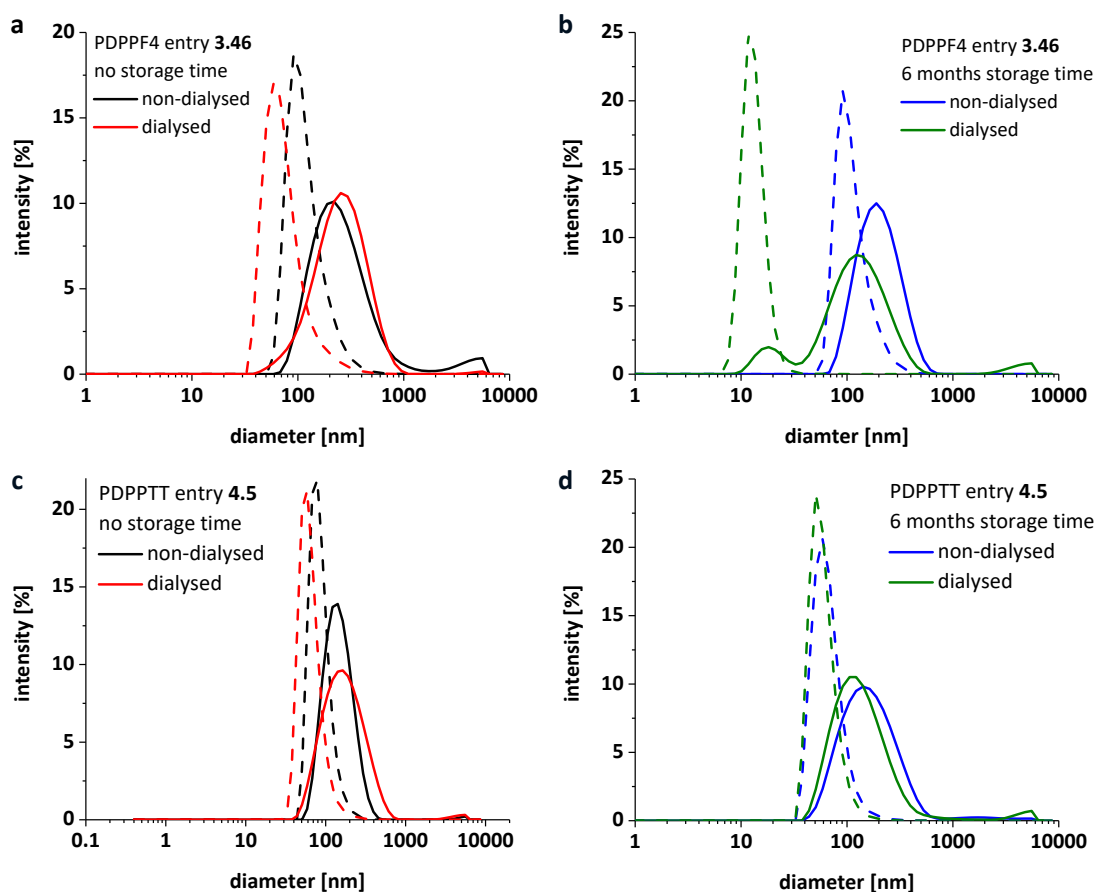 a
PDPPF4 entry 3.46
no storage time
non-dialysed
dialysed
20
15
10
5
0
intensity [%]
1
10
100
1000
10000
diameter [nm]
b
PDPPF4 entry 3.46
6 months storage time
non-dialysed
dialysed
25
20
15
10
5
0
intensity [%]
1
10
100
1000
10000
diamter [nm]
c
PDPPTT entry 4.5
no storage time
non-dialysed
dialysed
20
15
10
5
0
intensity [%]
0.1
1
10
100
1000
10000
diameter [nm]
d
PDPPTT entry 4.5
6 months storage time
non-dialysed
dialysed
25
20
15
10
5
0
intensity [%]
1
10
100
1000
10000
diameter [nm]